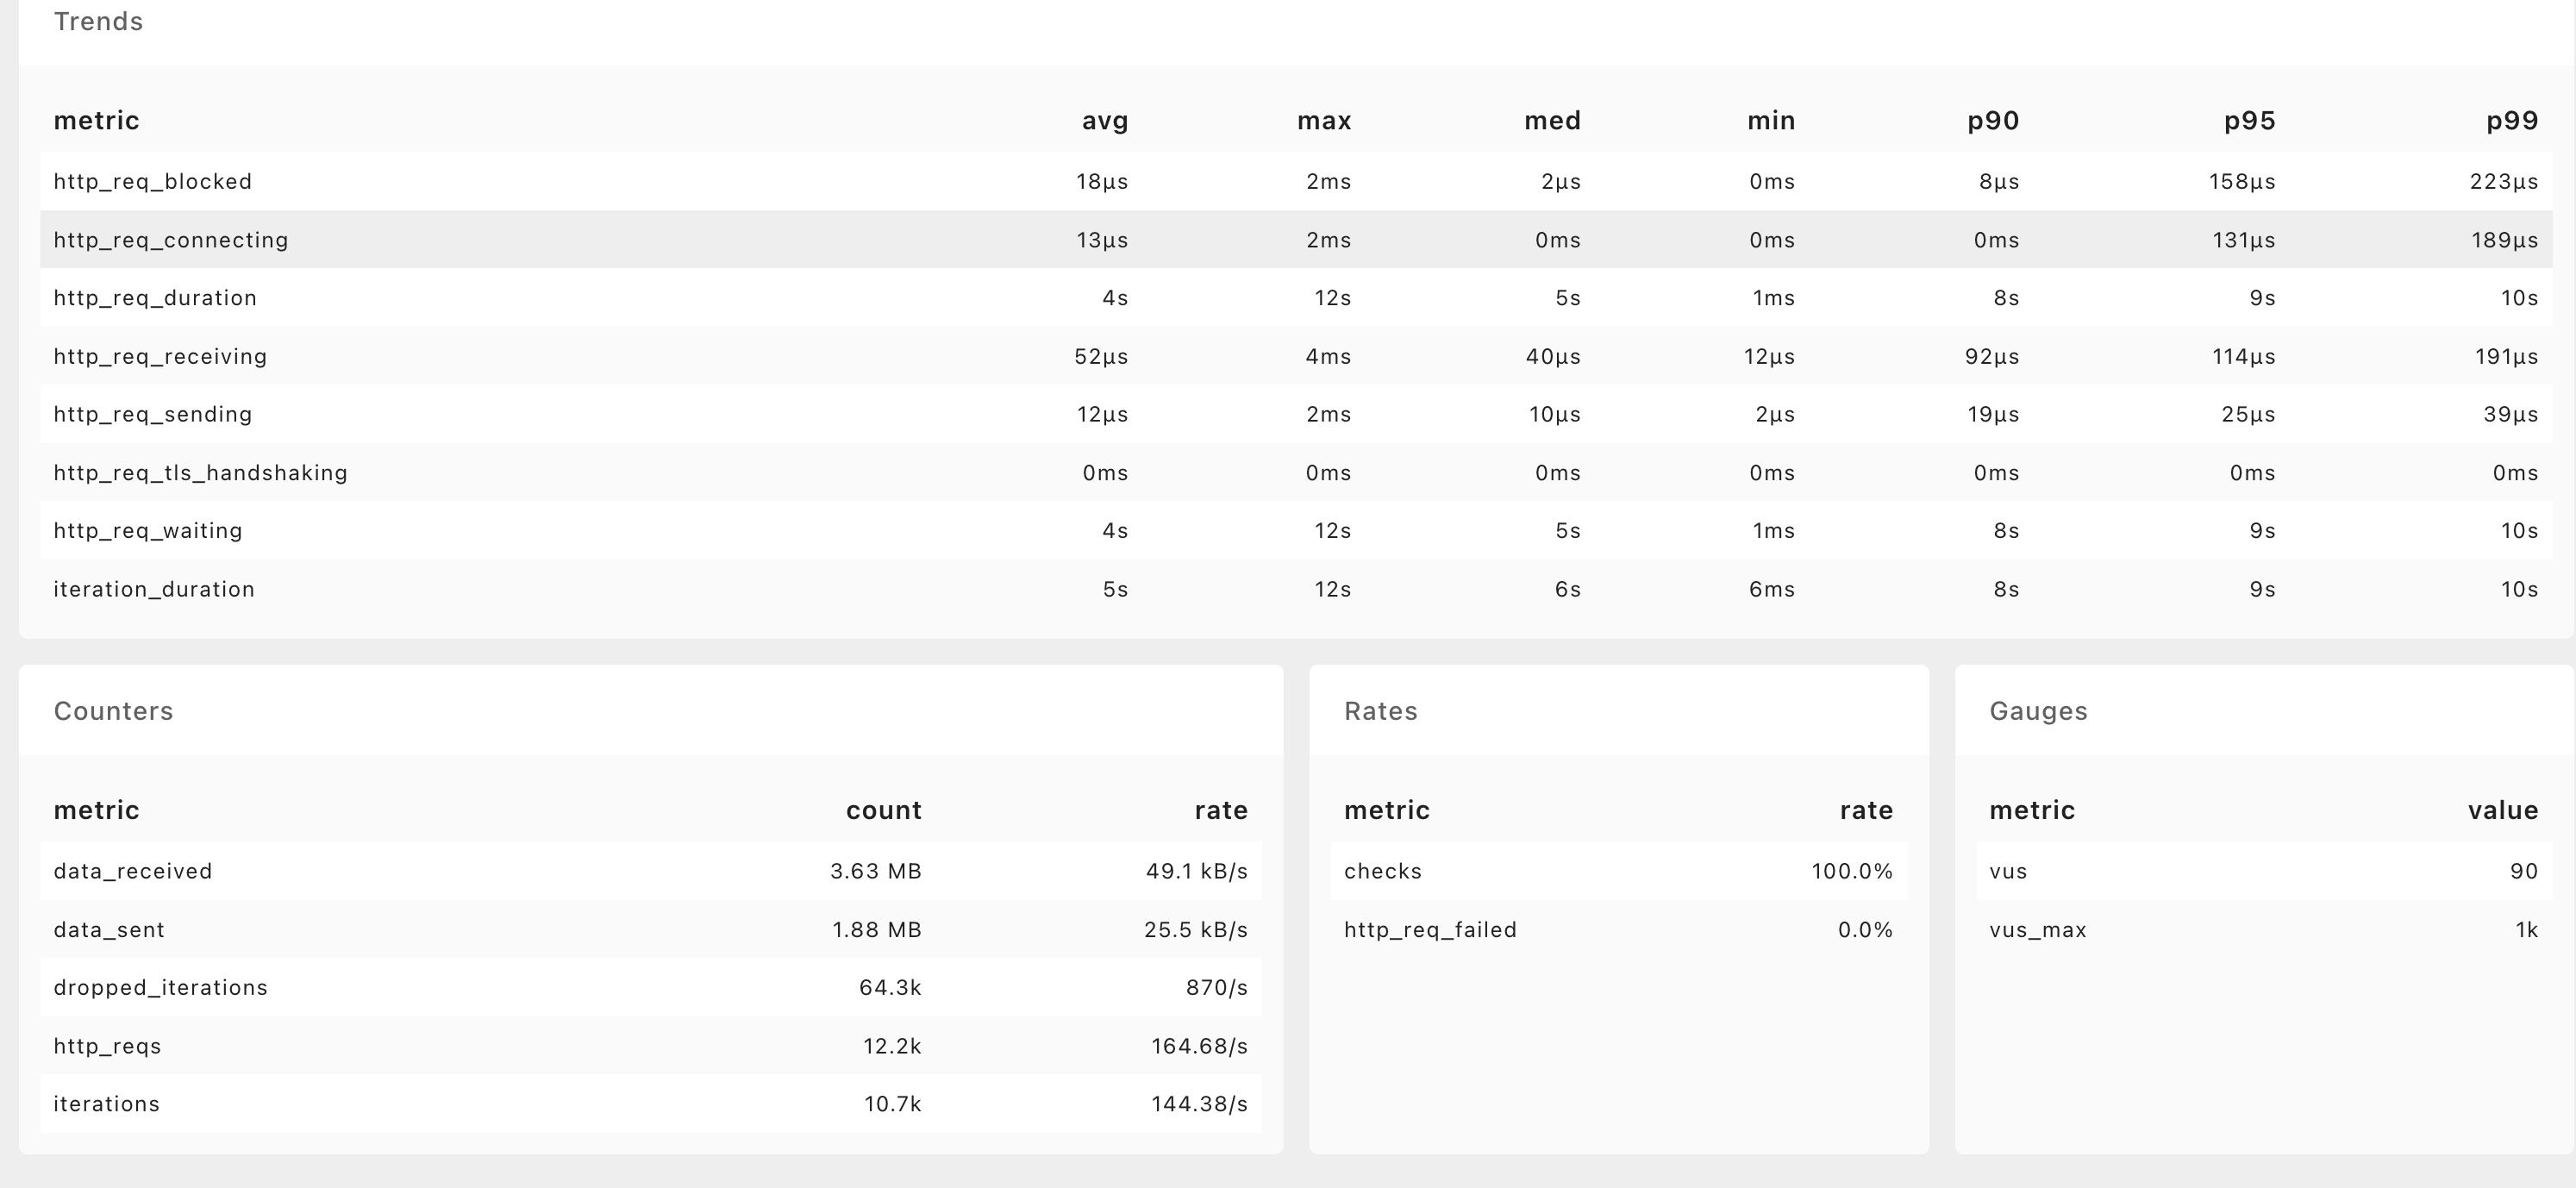 Trends
metric avg max med min p90 p95 p99
http_req_blocked 18µs 2ms 2µs 0ms 8µs 158µs 223µs
http_req_connecting 13µs 2ms 0ms 0ms 0ms 131µs 189µs
http_req_duration 4s 12s 5s 1ms 8s 9s 10s
http_req_receiving 52µs 4ms 40µs 12µs 92µs 114µs 191µs
http_req_sending 12µs 2ms 10µs 2µs 19µs 25µs 39µs
http_req_tls_handshaking 0ms 0ms 0ms 0ms 0ms 0ms 0ms
http_req_waiting 4s 12s 5s 1ms 8s 9s 10s
iteration_duration 5s 12s 6s 6ms 8s 9s 10s
Counters
metric count rate
data_received 3.63 MB 49.1 kB/s
data_sent 1.88 MB 25.5 kB/s
dropped_iterations 64.3k 870/s
http_reqs 12.2k 164.68/s
iterations 10.7k 144.38/s
Rates
metric rate
checks 100.0%
http_req_failed 0.0%
Gauges
metric value
vus 90
vus_max 1k